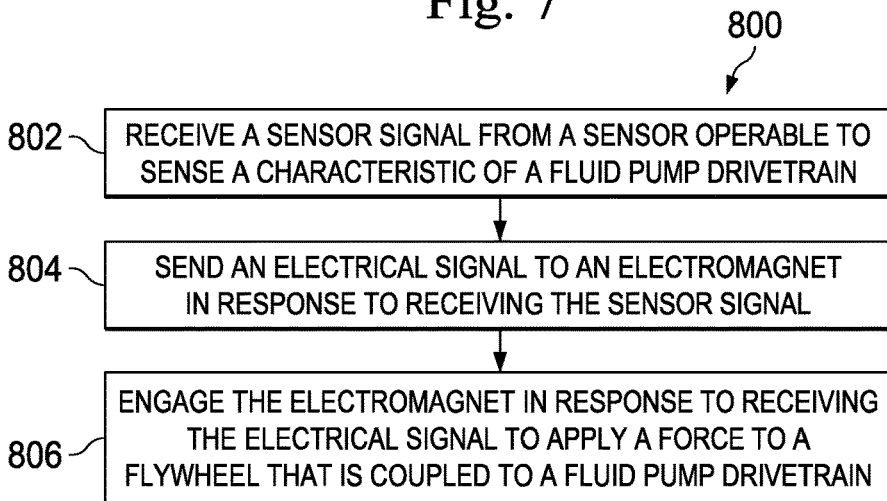 Fig. 7
800
802
RECEIVE A SENSOR SIGNAL FROM A SENSOR OPERABLE TO
SENSE A CHARACTERISTIC OF A FLUID PUMP DRIVETRAIN
804
SEND AN ELECTRICAL SIGNAL TO AN ELECTROMAGNET
IN RESPONSE TO RECEIVING THE SENSOR SIGNAL
806
ENGAGE THE ELECTROMAGNET IN RESPONSE TO RECEIVING
THE ELECTRICAL SIGNAL TO APPLY A FORCE TO A
FLYWHEEL THAT IS COUPLED TO A FLUID PUMP DRIVETRAIN